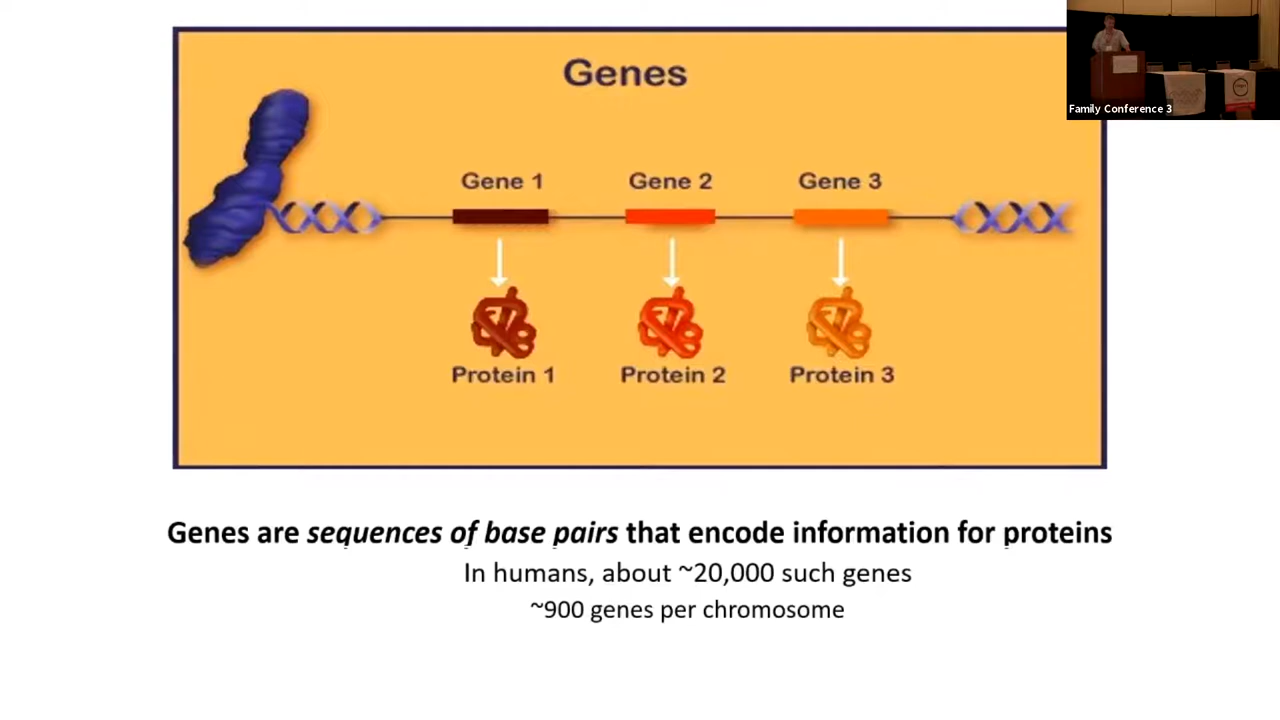 Genes
Family Conference 3
Gene 1
Gene 2
Gene 3
Protein 1
Protein 2
Protein 3
Genes are sequences of base pairs that encode information for proteins
In humans, about ~20,000 such genes
~900 genes per chromosome